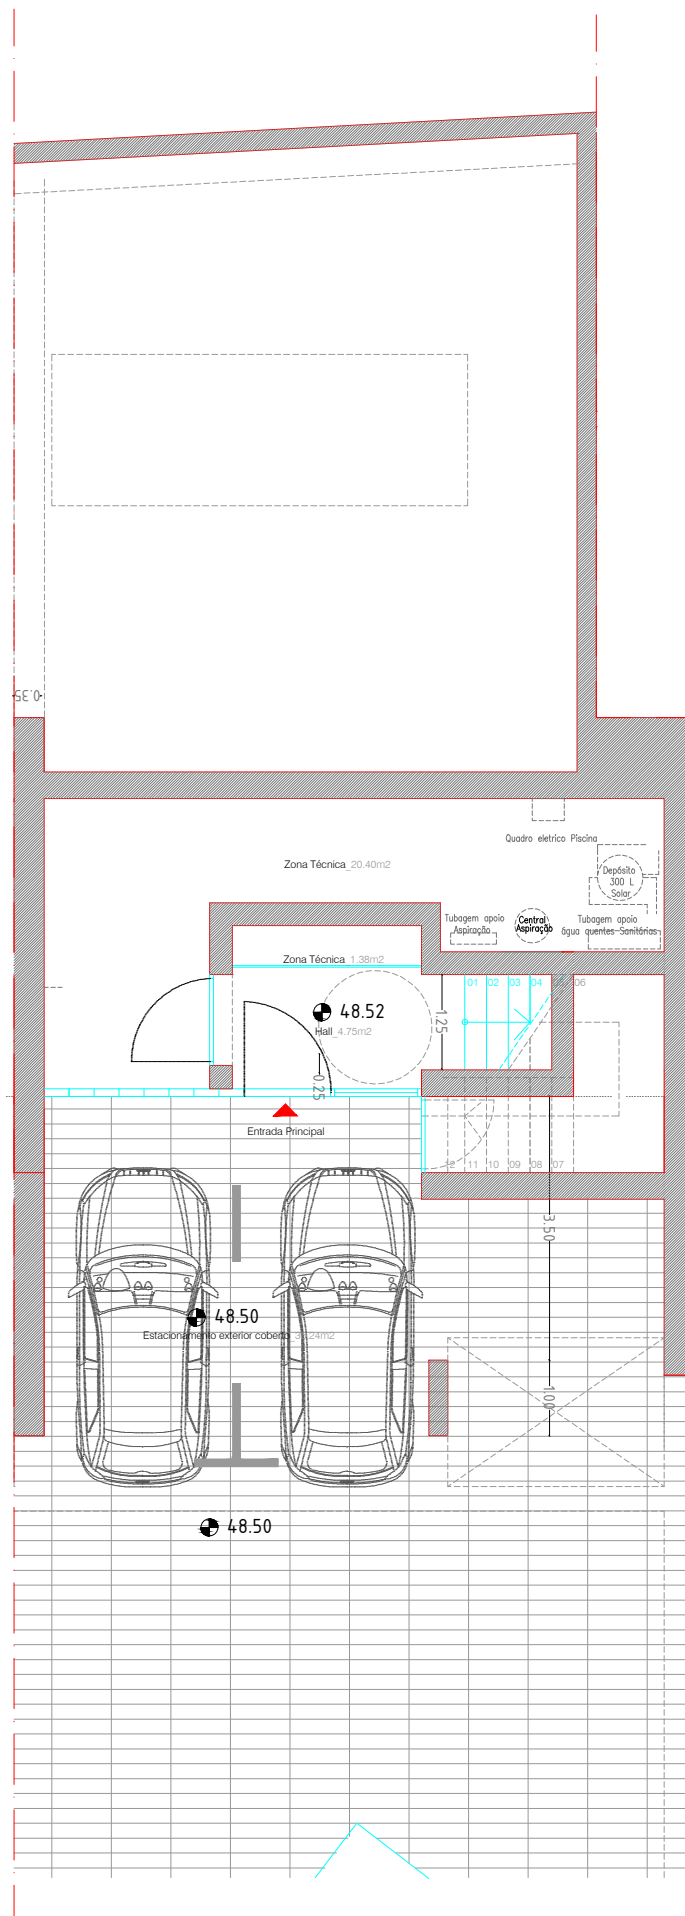 0.35
Quadro eletrico Piscina
Zona Técnica_20.40m2
Depósito
300 L
Solar
Tubagem apoio
Aspiração
Central
Aspiração
Tubagem apoio
água quentes Sanitárias
Zona Técnica_1.38m2
01 02 03 04 05 06
48.52
Hall_4.75m2
1.25
0.25
Entrada Principal
11 10 09 08 07
3.50
48.50
Estacionamento exterior coberto
1.00
48.50